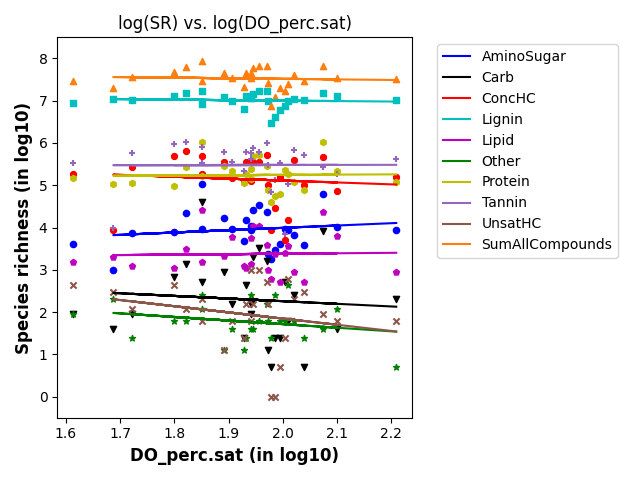 log(SR) vs. log(DO_perc.sat)
Species richness (in log10)
8
7
6
5
4
3
2
1
0
1.6
1.7
1.8
1.9
2.0
2.1
2.2
DO_perc.sat (in log10)
AminoSugar
Carb
ConcHC
Lignin
Lipid
Other
Protein
Tannin
UnsatHC
SumAllCompounds